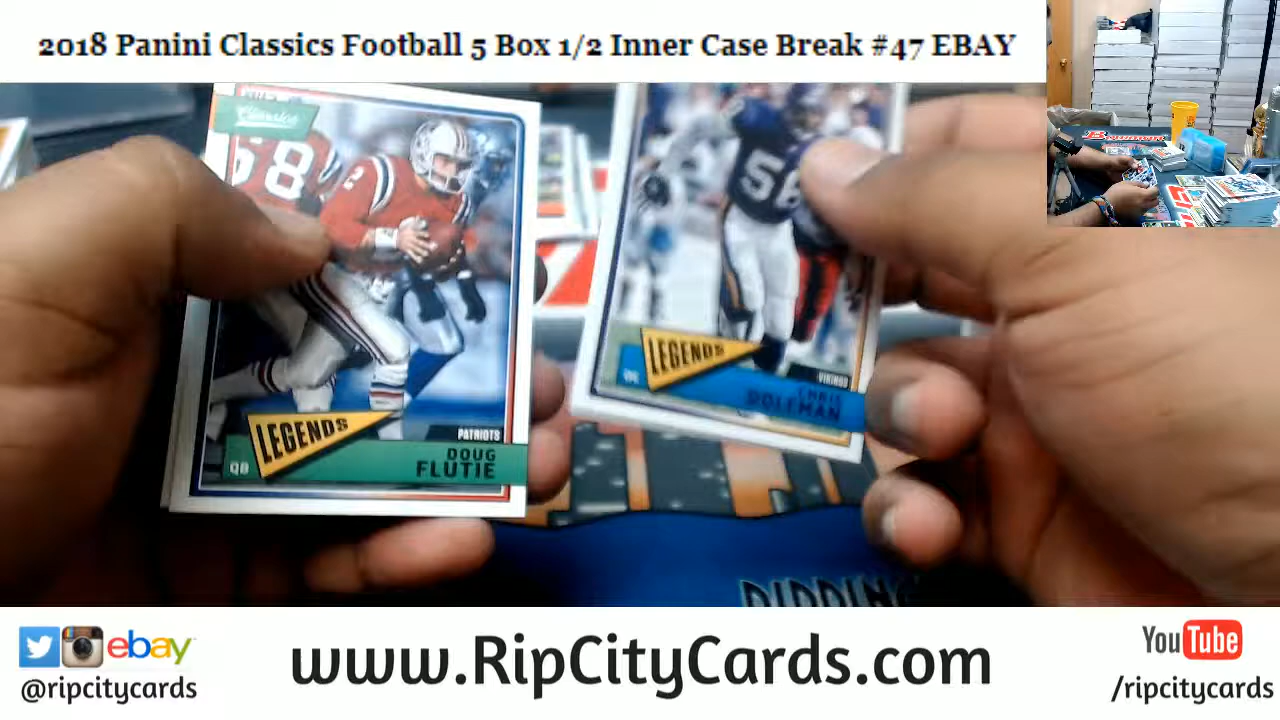 2018 Panini Classics Football 5 Box 1/2 Inner Case Break #47 EBAY
Classics
58
2
LEGENDS
PATRIOTS
QB
DOUG
FLUTIE
LEGENDS
VIKINGS
CHRIS
DOLEMAN
ebay
@ripcitycards
www.RipCityCards.com
YouTube
/ripcitycards